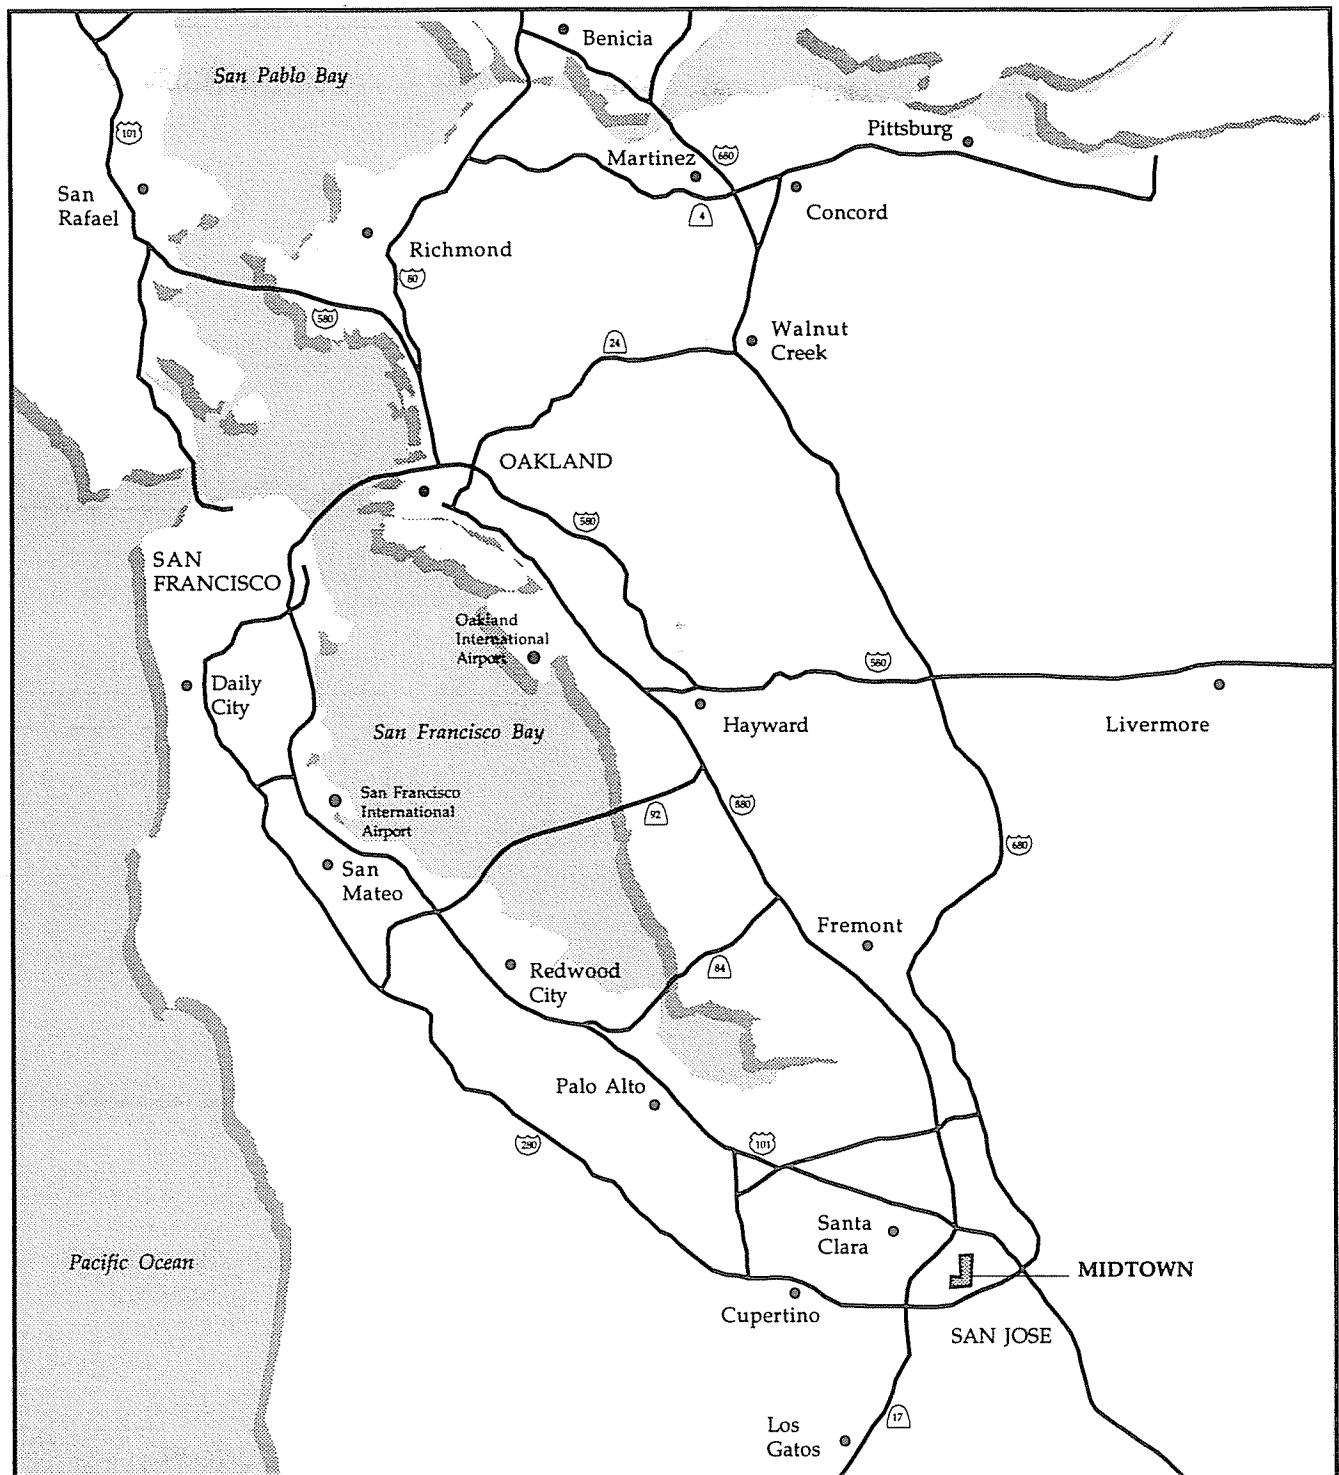 Benicia
San Pablo Bay
101
Pittsburg
Martinez
680
San
Rafael
4
Concord
Richmond
80
580
Walnut
Creek
24
OAKLAND
580
SAN
FRANCISCO
Oakland
International
Airport
580
Daily
City
Hayward
Livermore
San Francisco Bay
San Francisco
International
Airport
92
880
680
San
Mateo
Fremont
84
Redwood
City
Palo Alto
101
280
Santa
Clara
Pacific Ocean
MIDTOWN
Cupertino
SAN JOSE
17
Los
Gatos